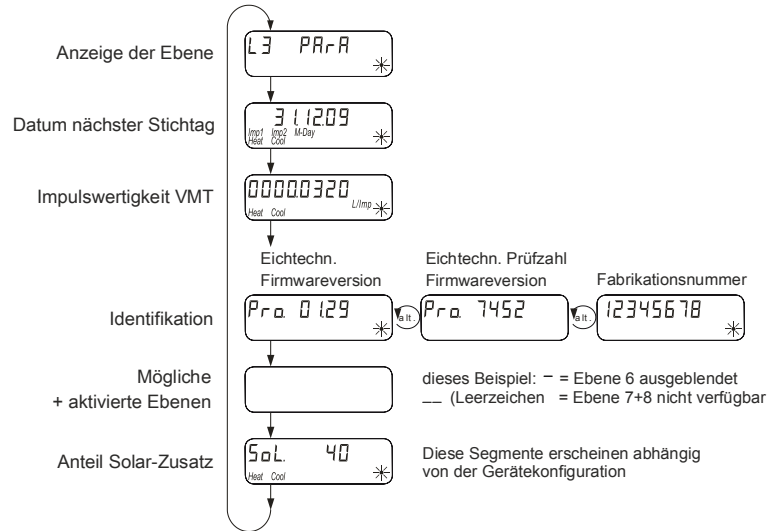 Anzeige der Ebene
L3 PArA
Datum nächster Stichtag
31.12.09
Imp1 Imp2 M-Day
Heat Cool
Impulswertigkeit VMT
00000.320
L/Imp
Heat Cool
Eichtechn.
Firmwareversion
Eichtechn. Prüfzahl
Firmwareversion
Fabrikationsnummer
Identifikation
Pro. 01.29
alt.
Pro. 7452
alt.
12345678
Mögliche
+ aktivierte Ebenen
dieses Beispiel: – = Ebene 6 ausgeblendet
__ (Leerzeichen = Ebene 7+8 nicht verfügbar
Anteil Solar-Zusatz
SoL. 40
Heat Cool
Diese Segmente erscheinen abhängig
von der Gerätekonfiguration